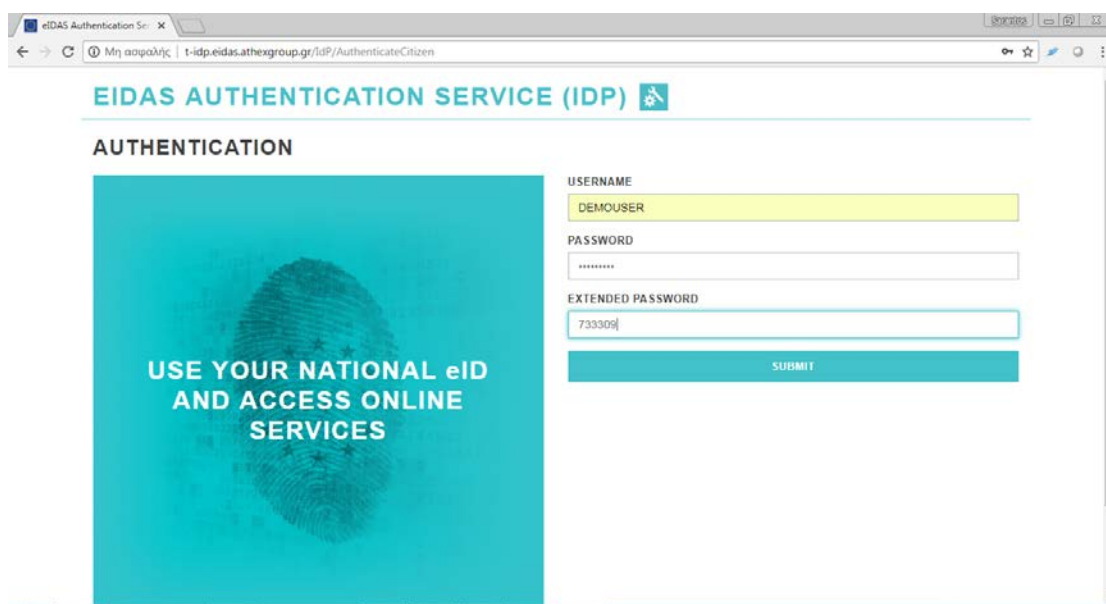 eIDAS Authentication Ser
Μη ασφαλής | t-idp.eidas.athexgroup.gr/IdP/AuthenticateCitizen
EIDAS AUTHENTICATION SERVICE (IDP)
AUTHENTICATION
USERNAME
DEMOUSER
PASSWORD
•••••••••
EXTENDED PASSWORD
733309
SUBMIT
USE YOUR NATIONAL eID
AND ACCESS ONLINE
SERVICES